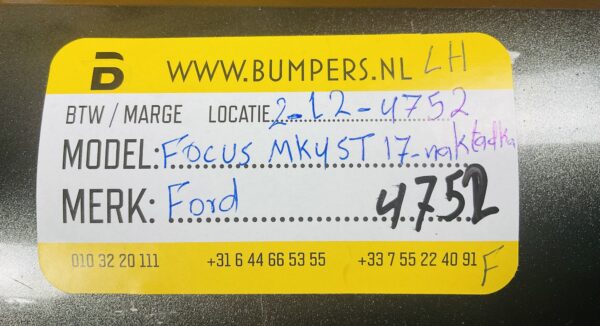 B WWW.BUMPERS.NL LH
BTW / MARGE LOCATIE 2-12-4752
MODEL: FOCUS MK4 ST 17-nakładka
MERK: Ford 4752
010 32 20 111 +31 6 44 66 53 55 +33 7 55 22 40 91 F